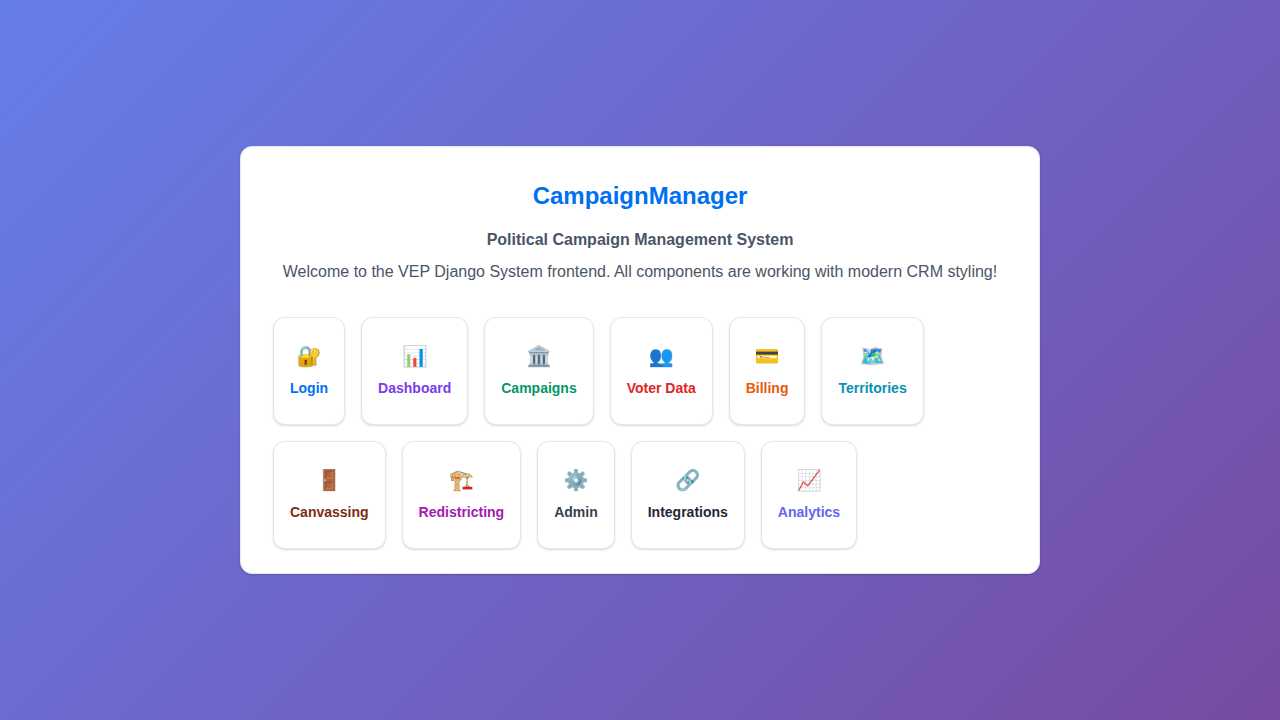 CampaignManager
Political Campaign Management System
Welcome to the VEP Django System frontend. All components are working with modern CRM styling!
Login Dashboard Campaigns Voter Data Billing Territories
Canvassing Redistricting Admin Integrations Analytics